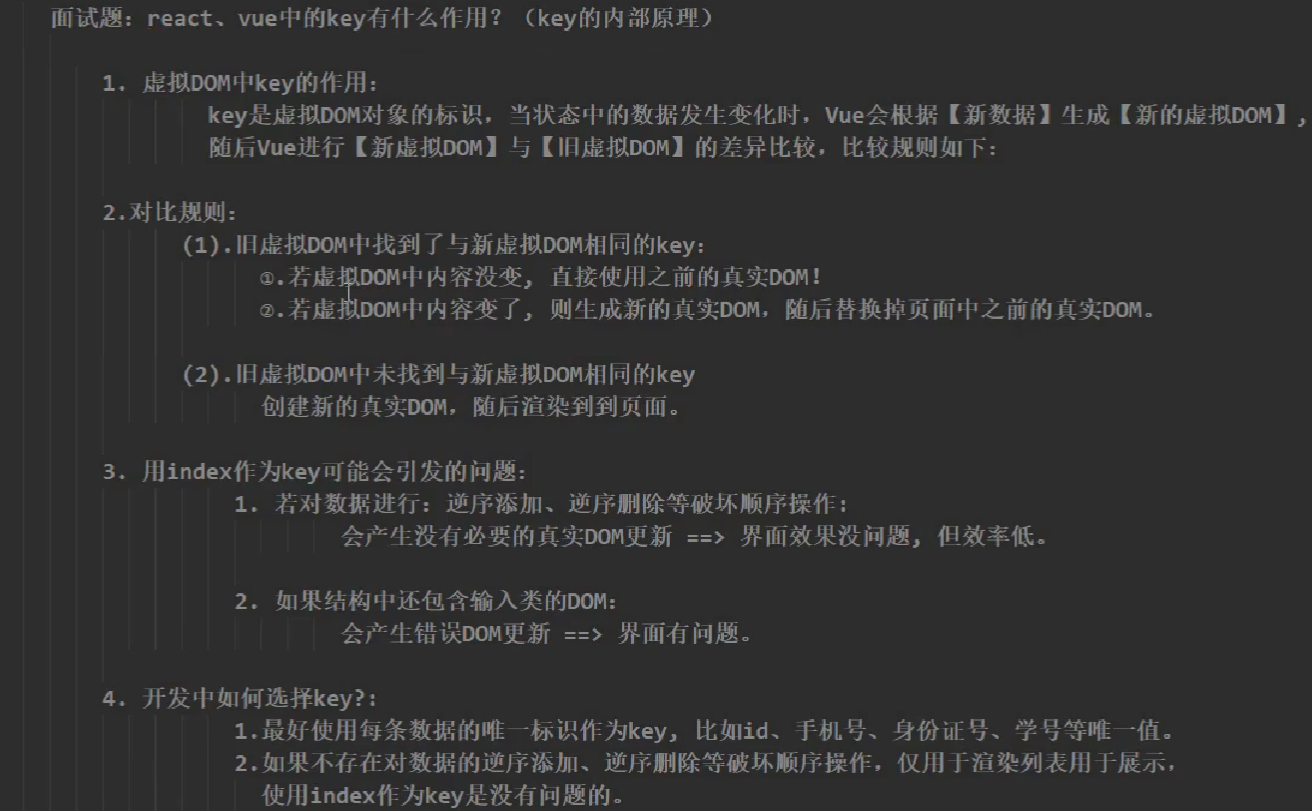 面试题：react、vue中的key有什么作用？（key的内部原理）
1. 虚拟DOM中key的作用：
key是虚拟DOM对象的标识，当状态中的数据发生变化时，Vue会根据【新数据】生成【新的虚拟DOM】，
随后Vue进行【新虚拟DOM】与【旧虚拟DOM】的差异比较，比较规则如下：
2.对比规则：
(1).旧虚拟DOM中找到了与新虚拟DOM相同的key：
①.若虚拟DOM中内容没变, 直接使用之前的真实DOM！
②.若虚拟DOM中内容变了, 则生成新的真实DOM，随后替换掉页面中之前的真实DOM。
(2).旧虚拟DOM中未找到与新虚拟DOM相同的key
创建新的真实DOM，随后渲染到到页面。
3. 用index作为key可能会引发的问题：
1. 若对数据进行：逆序添加、逆序删除等破坏顺序操作:
会产生没有必要的真实DOM更新 ==> 界面效果没问题, 但效率低。
2. 如果结构中还包含输入类的DOM：
会产生错误DOM更新 ==> 界面有问题。
4. 开发中如何选择key?:
1.最好使用每条数据的唯一标识作为key, 比如id、手机号、身份证号、学号等唯一值。
2.如果不存在对数据的逆序添加、逆序删除等破坏顺序操作，仅用于渲染列表用于展示，
使用index作为key是没有问题的。